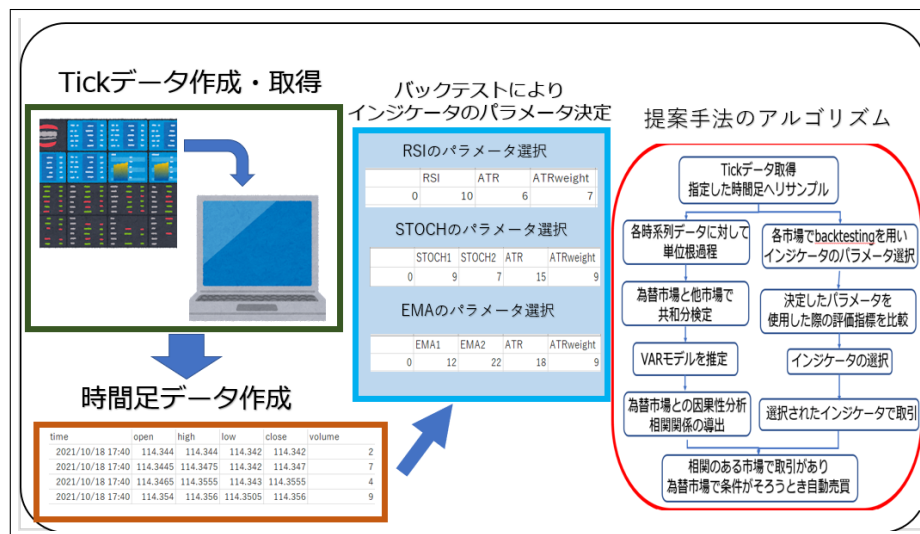 Tickデータ作成・取得
時間足データ作成
time open high low close volume
2021/10/18 17:40 114.344 114.344 114.342 114.342 2
2021/10/18 17:40 114.3445 114.3475 114.342 114.347 7
2021/10/18 17:40 114.3465 114.3555 114.343 114.3555 4
2021/10/18 17:40 114.354 114.356 114.3505 114.356 9
バックテストにより
インジケータのパラメータ決定
RSIのパラメータ選択
RSI ATR ATRweight
0 10 6 7
STOCHのパラメータ選択
STOCH1 STOCH2 ATR ATRweight
0 9 7 15 9
EMAのパラメータ選択
EMA1 EMA2 ATR ATRweight
0 12 22 18 9
提案手法のアルゴリズム
Tickデータ取得
指定した時間足へリサンプル
各時系列データに対して
単位根過程
為替市場と他市場で
共和分検定
VARモデルを推定
為替市場との因果性分析
相関関係の導出
各市場でbacktestingを用い
インジケータのパラメータ選択
決定したパラメータを
使用した際の評価指標を比較
インジケータの選択
選択されたインジケータで取引
相関のある市場で取引があり
為替市場で条件がそろうとき自動売買